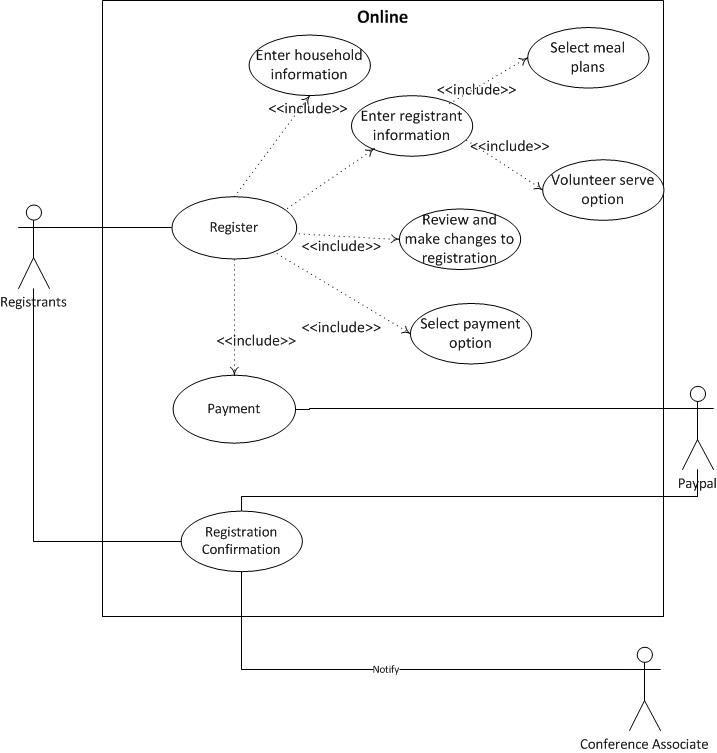 Online
Enter household
information
Select meal
plans
<<include>>
<<include>>
Enter registrant
information
<<include>>
Volunteer serve
option
Register
Review and
make changes to
registration
<<include>>
Registrants
<<include>>
Select payment
option
<<include>>
Payment
Paypal
Registration
Confirmation
Notify
Conference Associate